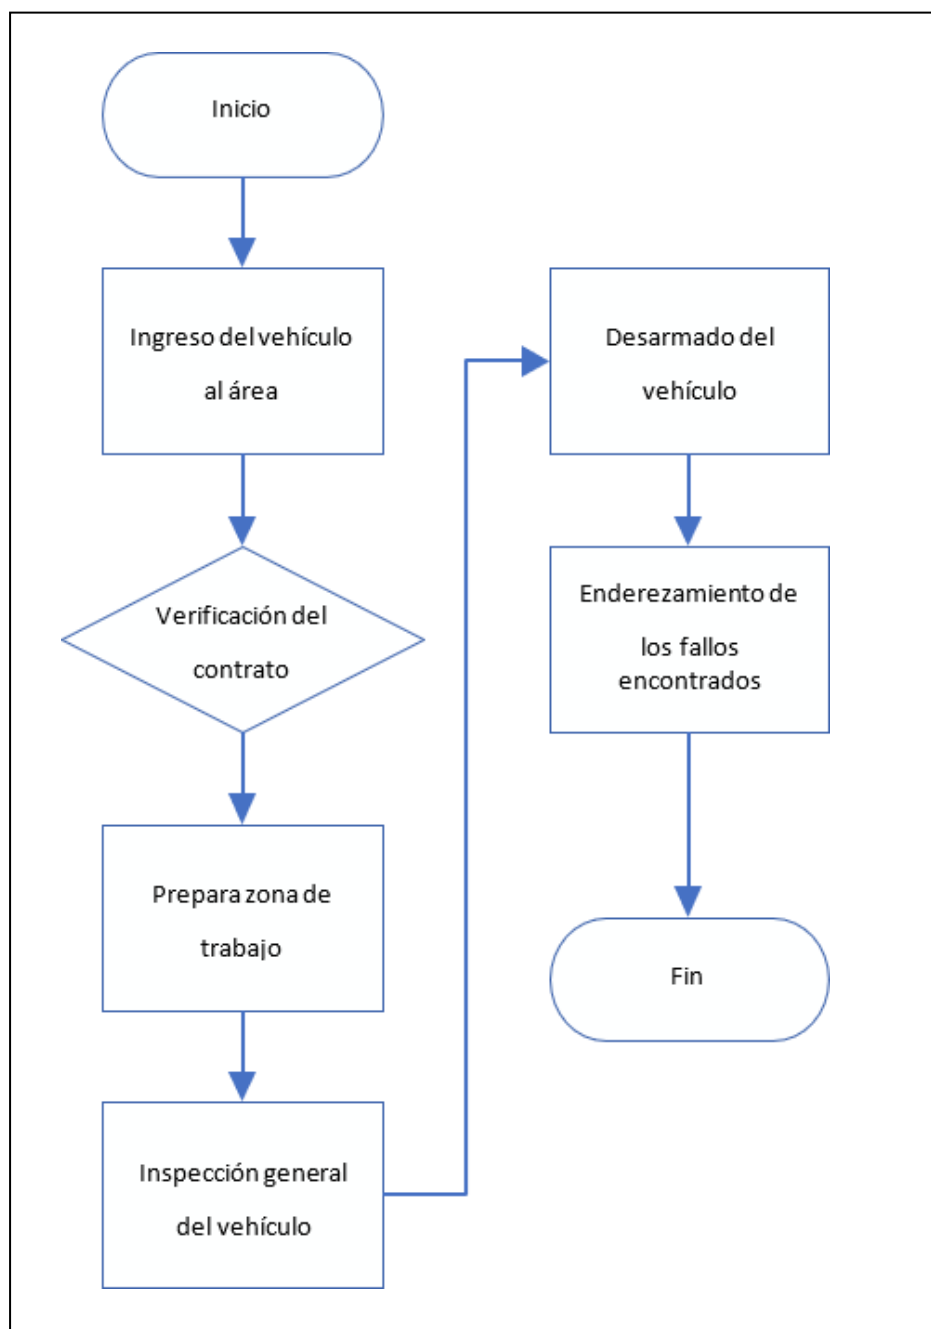 Inicio
Ingreso del vehículo
al área
Verificación del
contrato
Prepara zona de
trabajo
Inspección general
del vehículo
Desarmado del
vehículo
Enderezamiento de
los fallos
encontrados
Fin